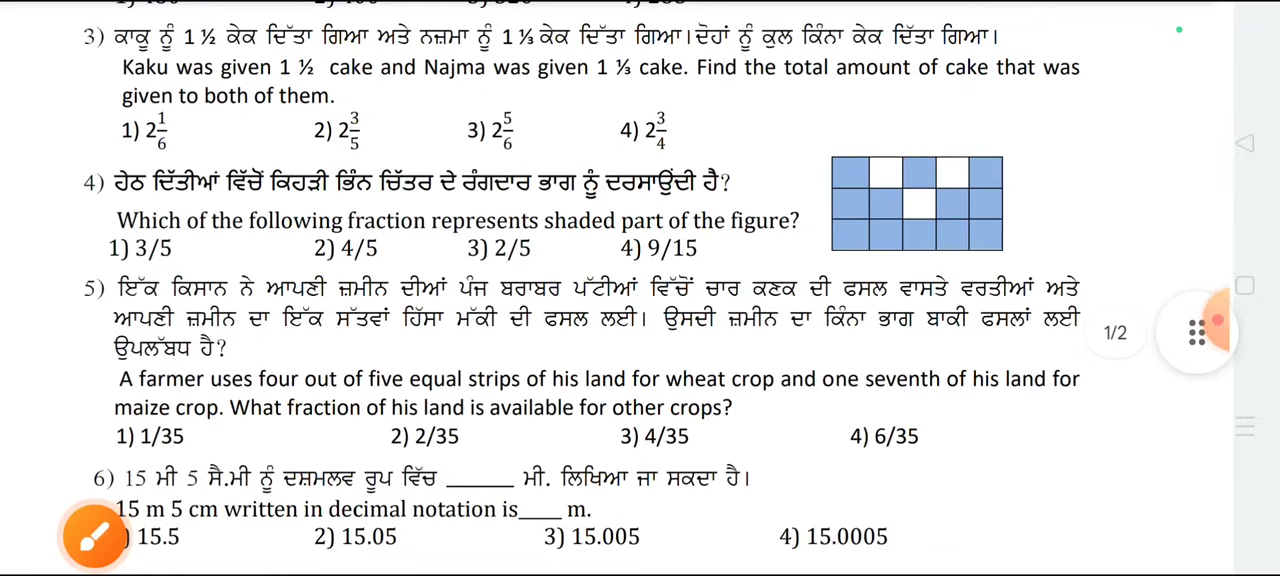 3) ਕਾਕੂ ਨੂੰ 1 ½ ਕੇਕ ਦਿੱਤਾ ਗਿਆ ਅਤੇ ਨਜ਼ਮਾ ਨੂੰ 1 ⅓ ਕੇਕ ਦਿੱਤਾ ਗਿਆ। ਦੋਹਾਂ ਨੂੰ ਕੁਲ ਕਿੰਨਾ ਕੇਕ ਦਿੱਤਾ ਗਿਆ।
Kaku was given 1 ½ cake and Najma was given 1 ⅓ cake. Find the total amount of cake that was
given to both of them.
1) 2 1/6 2) 2 3/5 3) 2 5/6 4) 2 3/4
4) ਹੇਠ ਦਿੱਤੀਆਂ ਵਿੱਚੋਂ ਕਿਹੜੀ ਭਿੰਨ ਚਿੱਤਰ ਦੇ ਰੰਗਦਾਰ ਭਾਗ ਨੂੰ ਦਰਸਾਉਂਦੀ ਹੈ?
Which of the following fraction represents shaded part of the figure?
1) 3/5 2) 4/5 3) 2/5 4) 9/15
5) ਇੱਕ ਕਿਸਾਨ ਨੇ ਆਪਣੀ ਜ਼ਮੀਨ ਦੀਆਂ ਪੰਜ ਬਰਾਬਰ ਪੱਟੀਆਂ ਵਿੱਚੋਂ ਚਾਰ ਕਣਕ ਦੀ ਫਸਲ ਵਾਸਤੇ ਵਰਤੀਆਂ ਅਤੇ
ਆਪਣੀ ਜ਼ਮੀਨ ਦਾ ਇੱਕ ਸੱਤਵਾਂ ਹਿੱਸਾ ਮੱਕੀ ਦੀ ਫਸਲ ਲਈ। ਉਸਦੀ ਜ਼ਮੀਨ ਦਾ ਕਿੰਨਾ ਭਾਗ ਬਾਕੀ ਫਸਲਾਂ ਲਈ
ਉਪਲੱਬਧ ਹੈ?
A farmer uses four out of five equal strips of his land for wheat crop and one seventh of his land for
maize crop. What fraction of his land is available for other crops?
1) 1/35 2) 2/35 3) 4/35 4) 6/35
6) 15 ਮੀ 5 ਸੈ.ਮੀ ਨੂੰ ਦਸ਼ਮਲਵ ਰੂਪ ਵਿੱਚ ______ ਮੀ. ਲਿਖਿਆ ਜਾ ਸਕਦਾ ਹੈ।
15 m 5 cm written in decimal notation is____ m.
) 15.5 2) 15.05 3) 15.005 4) 15.0005
1/2